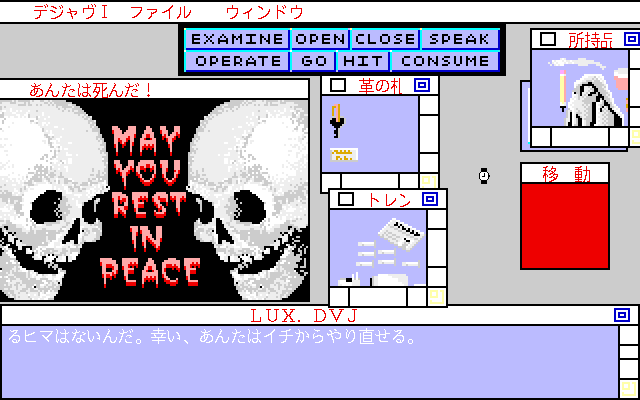 デジャヴⅠ ファイル ウィンドウ
EXAMINE OPEN CLOSE SPEAK
OPERATE GO HIT CONSUME
所持品
あんたは死んだ！
革の札
MAY
YOU
REST
IN
PEACE
移 動
トレン
LUX. DVJ
るヒマはないんだ。幸い、あんたはイチからやり直せる。